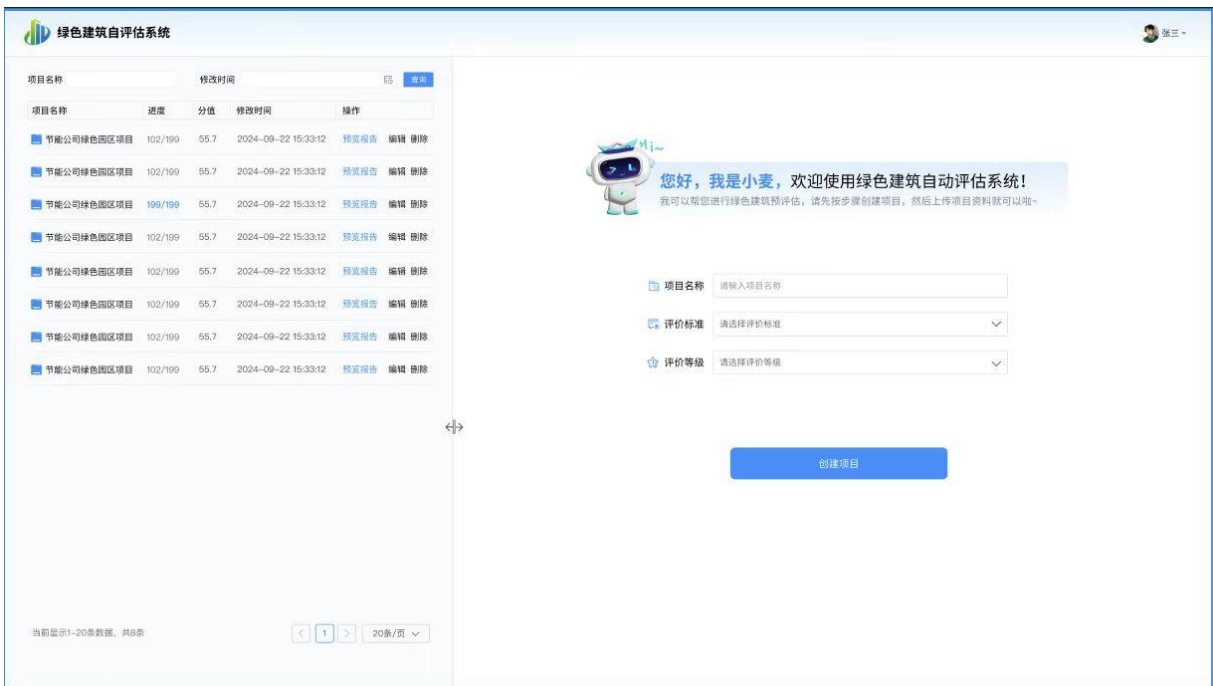 绿色建筑自评估系统
张三
项目名称 修改时间 查询
项目名称 进度 分值 修改时间 操作
节能公司绿色园区项目 102/199 55.7 2024-09-22 15:33:12 预览报告 编辑 删除
节能公司绿色园区项目 102/199 55.7 2024-09-22 15:33:12 预览报告 编辑 删除
节能公司绿色园区项目 199/199 55.7 2024-09-22 15:33:12 预览报告 编辑 删除
节能公司绿色园区项目 102/199 55.7 2024-09-22 15:33:12 预览报告 编辑 删除
节能公司绿色园区项目 102/199 55.7 2024-09-22 15:33:12 预览报告 编辑 删除
节能公司绿色园区项目 102/199 55.7 2024-09-22 15:33:12 预览报告 编辑 删除
节能公司绿色园区项目 102/199 55.7 2024-09-22 15:33:12 预览报告 编辑 删除
节能公司绿色园区项目 102/199 55.7 2024-09-22 15:33:12 预览报告 编辑 删除
当前显示1-20条数据，共8条 1 20条/页
Hi~
您好，我是小麦，欢迎使用绿色建筑自动评估系统！
我可以帮您进行绿色建筑预评估，请先按步骤创建项目，然后上传项目资料就可以啦~
项目名称 请输入项目名称
评价标准 请选择评价标准
评价等级 请选择评价等级
创建项目